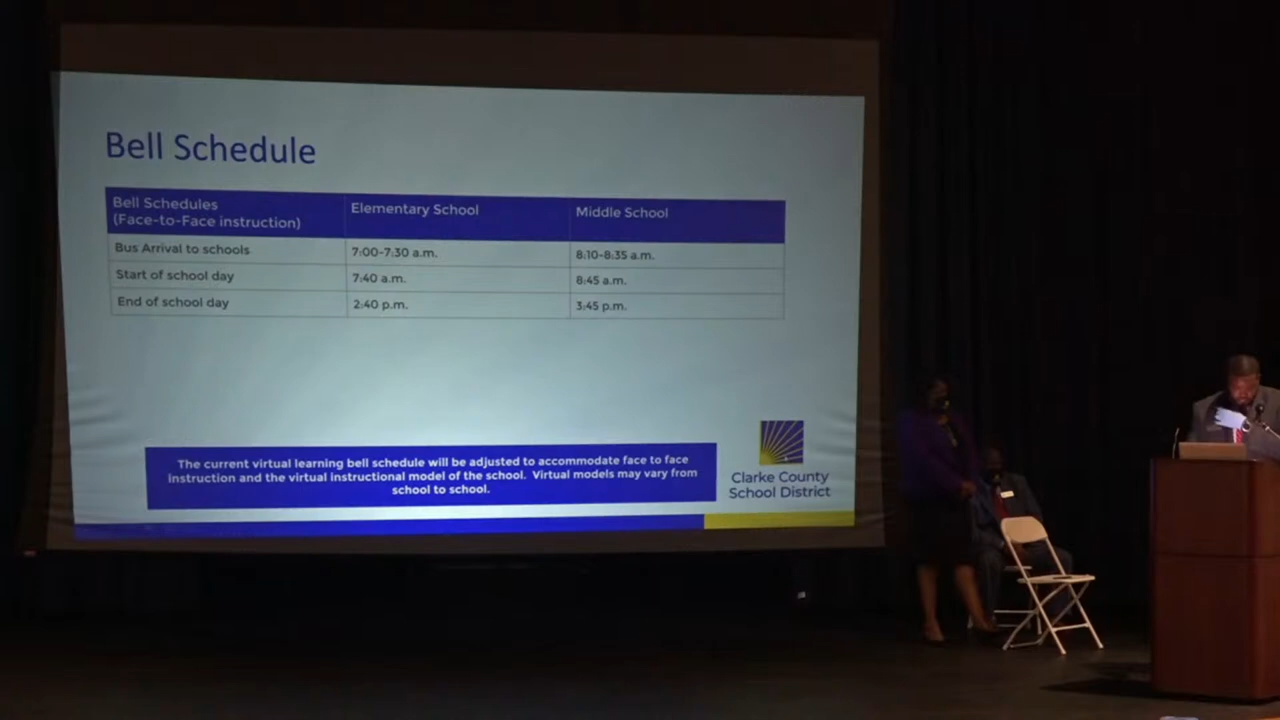 Bell Schedule
Bell Schedules
(Face-to-Face instruction)
Elementary School
Middle School
Bus Arrival to schools
7:00-7:30 a.m.
8:10-8:35 a.m.
Start of school day
7:40 a.m.
8:45 a.m.
End of school day
2:40 p.m.
3:45 p.m.
The current virtual learning bell schedule will be adjusted to accommodate face to face
instruction and the virtual instructional model of the school. Virtual models may vary from
school to school.
Clarke County
School District